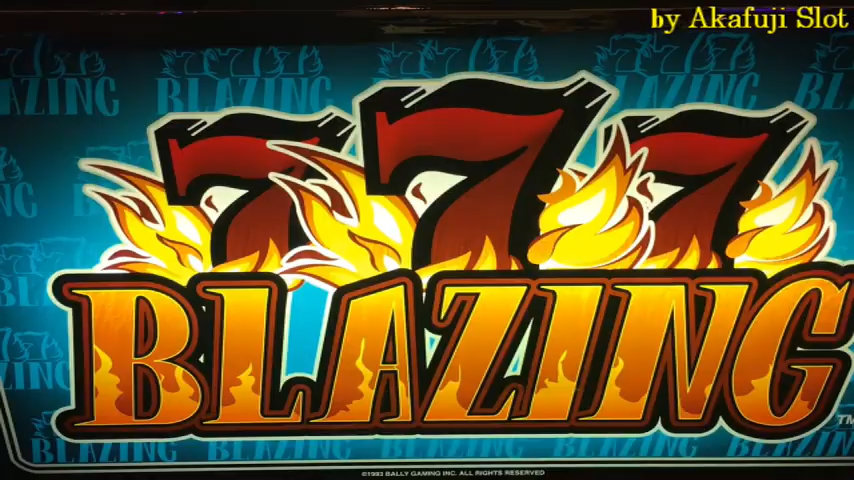 by Akafuji Slot
777
BLAZING
TM
©1993 BALLY GAMING INC. ALL RIGHTS RESERVED